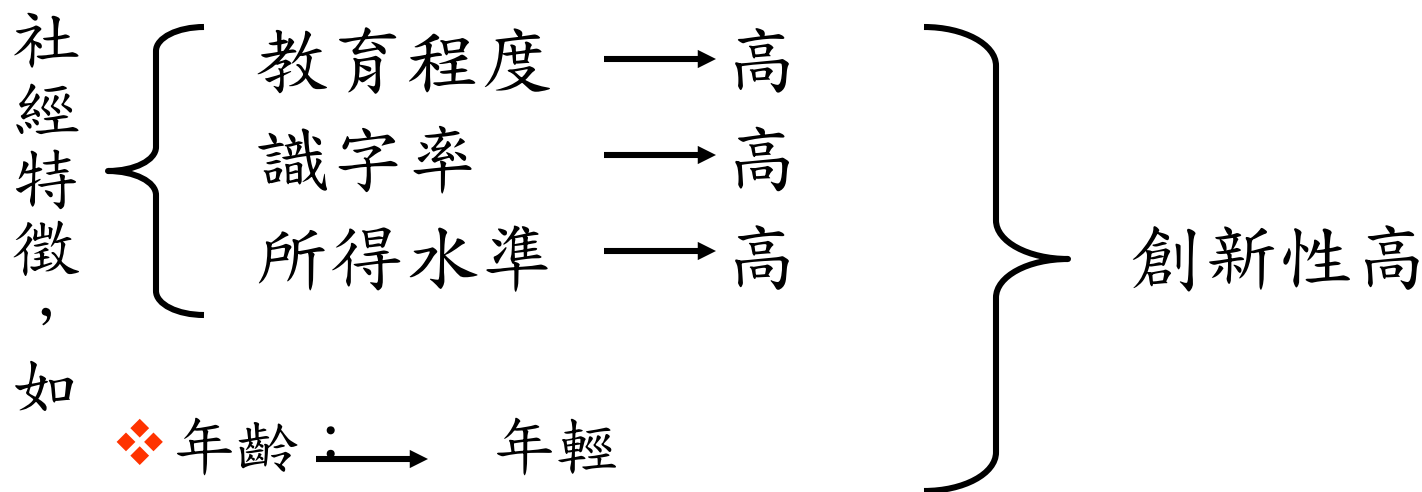 社經特徵，如
教育程度 → 高
識字率 → 高
所得水準 → 高
創新性高
❖ 年齡： → 年輕